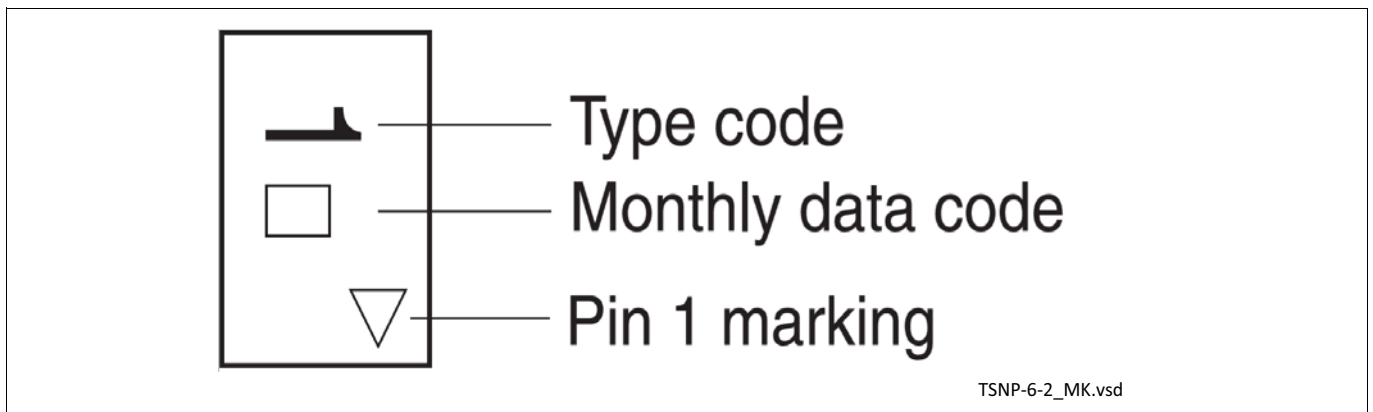 Type code
Monthly data code
Pin 1 marking
TSNP-6-2_MK.vsd